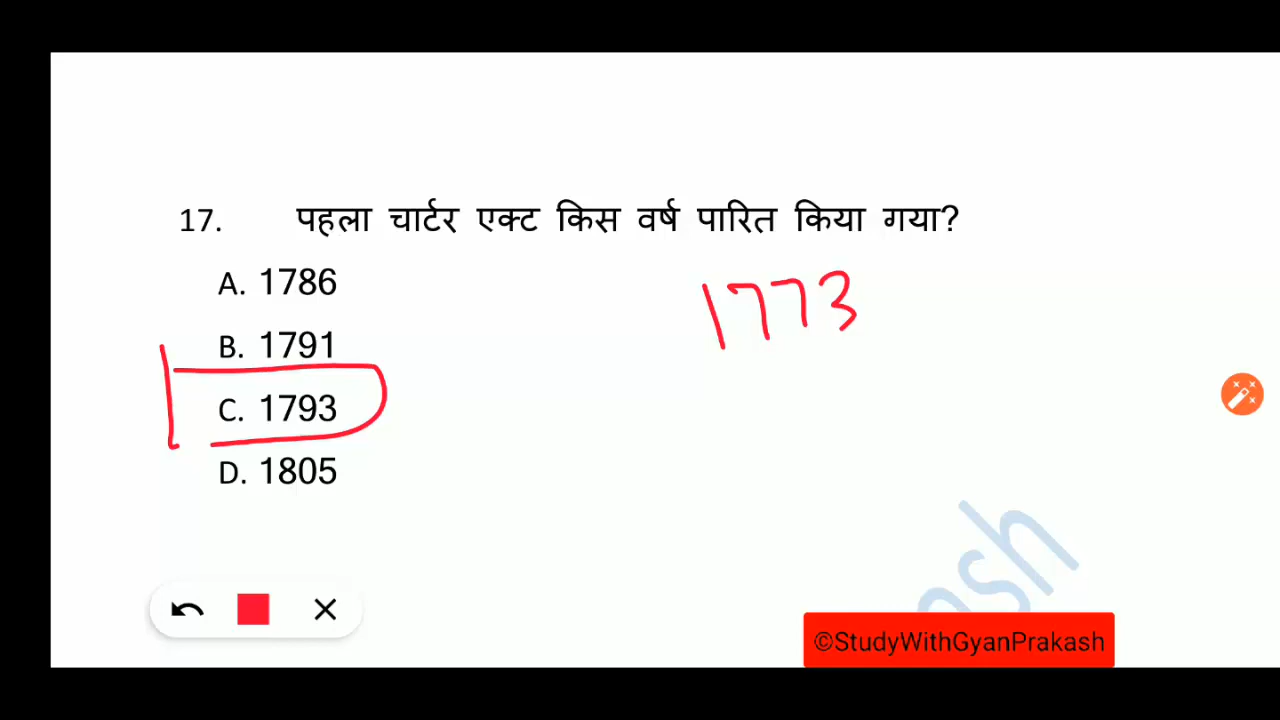 17. पहला चार्टर एक्ट किस वर्ष पारित किया गया?
A. 1786
1773
B. 1791
C. 1793
D. 1805
©StudyWithGyanPrakash